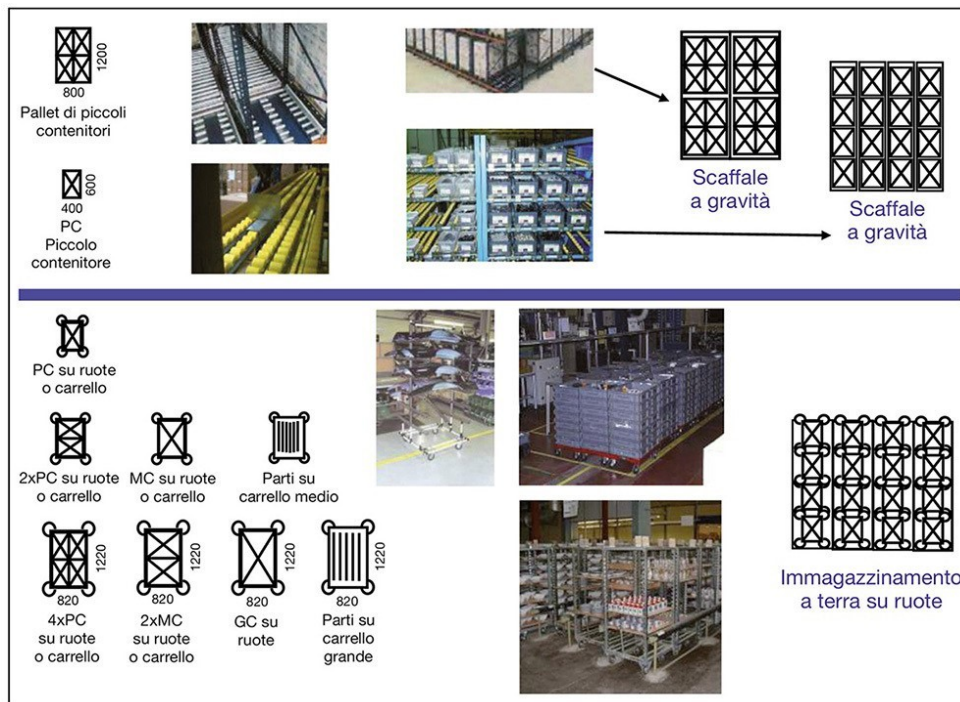 1200
800
Pallet di piccoli
contenitori
600
400
PC
Piccolo
contenitore
Scaffale
a gravità
Scaffale
a gravità
PC su ruote
o carrello
2xPC su ruote
o carrello
MC su ruote
o carrello
Parti su
carrello medio
1220
820
4xPC
su ruote
o carrello
1220
820
2xMC
su ruote
o carrello
1220
820
GC su
ruote
1220
820
Parti su
carrello
grande
Immagazzinamento
a terra su ruote